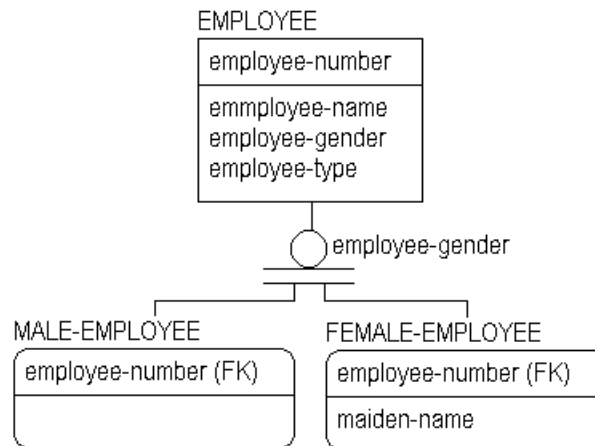 EMPLOYEE
employee-number
emmployee-name
employee-gender
employee-type
employee-gender
MALE-EMPLOYEE
employee-number (FK)
FEMALE-EMPLOYEE
employee-number (FK)
maiden-name